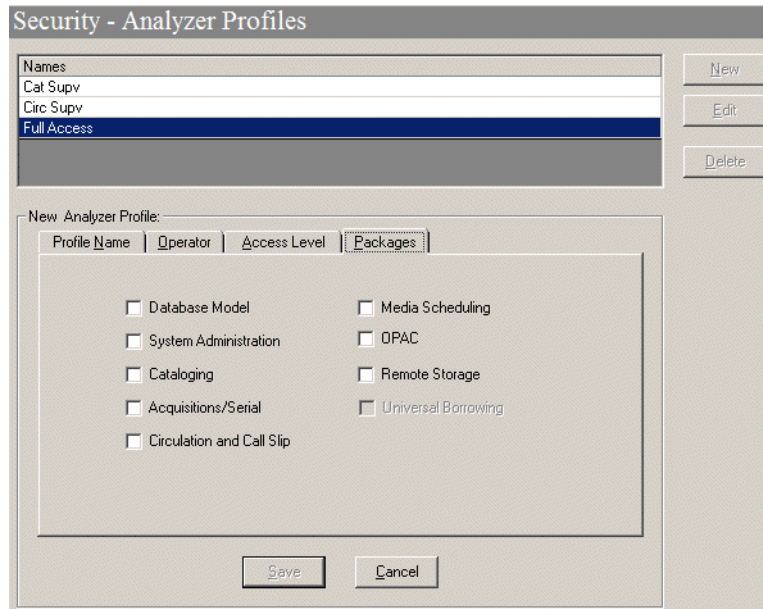 Security - Analyzer Profiles
Names
Cat Supv
Circ Supv
Full Access
New
Edit
Delete
New Analyzer Profile:
Profile Name Operator Access Level Packages
Database Model Media Scheduling
System Administration OPAC
Cataloging Remote Storage
Acquisitions/Serial Universal Borrowing
Circulation and Call Slip
Save Cancel